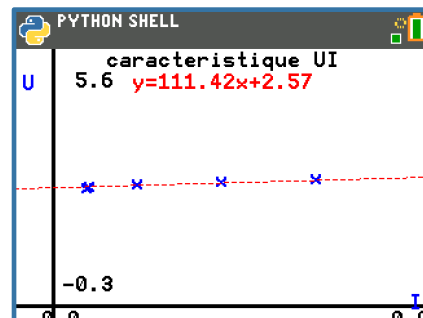 PYTHON SHELL
caracteristique UI
U 5.6 y=111.42x+2.57
-0.3
I